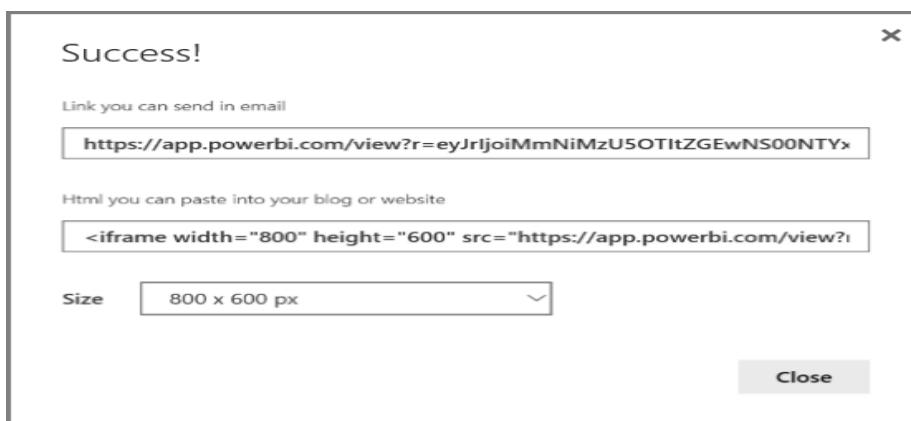 Success!
Link you can send in email
https://app.powerbi.com/view?r=eyJrIjoiMmNiMzU5OTItZGEwNS00NTYx
Html you can paste into your blog or website
<iframe width="800" height="600" src="https://app.powerbi.com/view?r
Size 800 x 600 px
Close